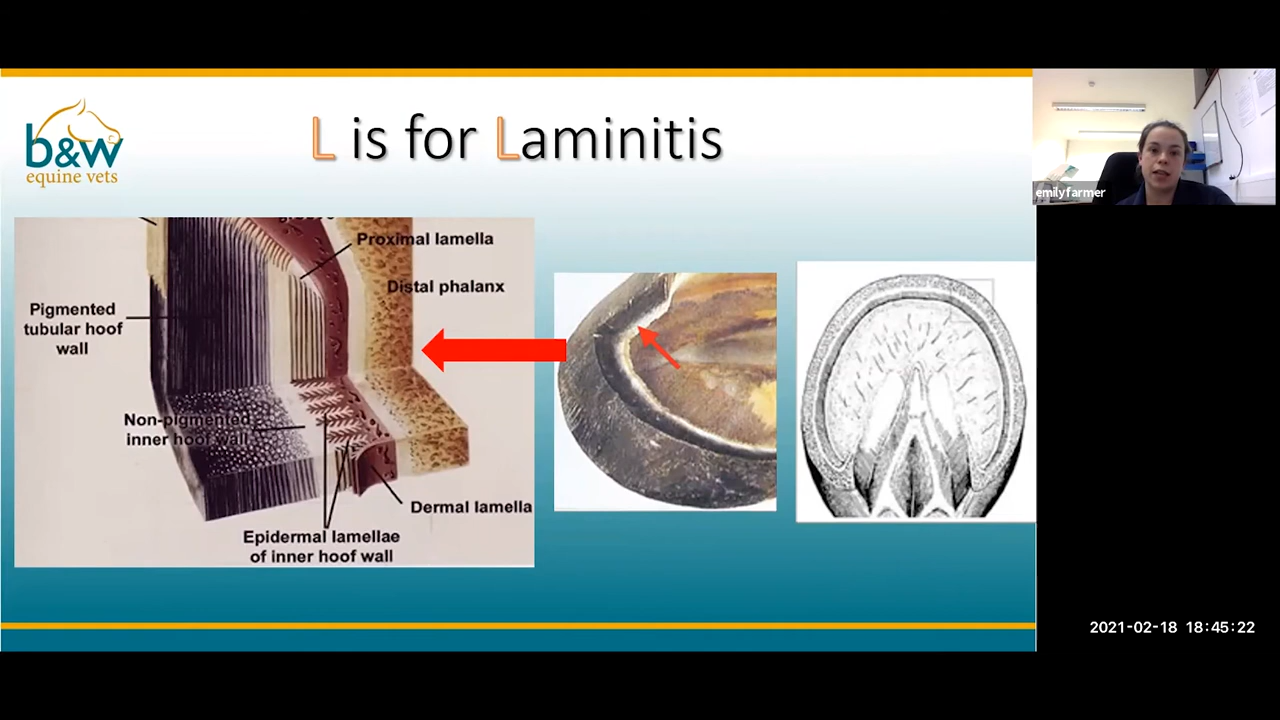 b&w
equine vets
L is for Laminitis
emilyfarmer
Proximal lamella
Distal phalanx
Pigmented
tubular hoof
wall
Non-pigmented
inner hoof wall
Dermal lamella
Epidermal lamellae
of inner hoof wall
2021-02-18 18:45:22